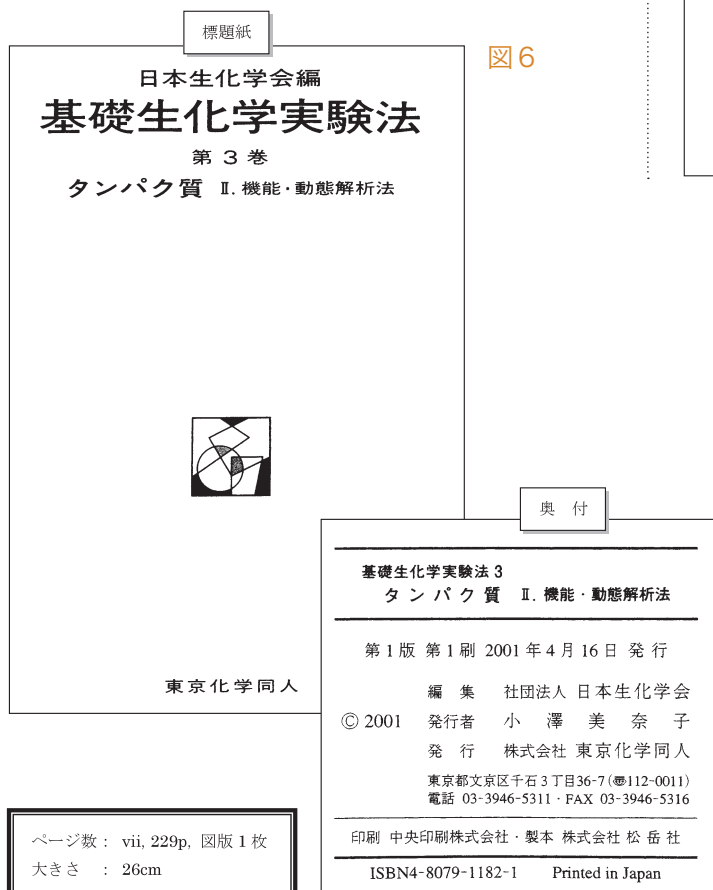 標題紙
図6
日本生化学会編
基礎生化学実験法
第3巻
タンパク質 Ⅱ.機能・動態解析法
東京化学同人
奥 付
基礎生化学実験法3
タンパク質 Ⅱ.機能・動態解析法
第1版 第1刷 2001年4月16日 発行
編 集 社団法人 日本生化学会
© 2001 発行者 小澤美奈子
発 行 株式会社 東京化学同人
東京都文京区千石3丁目36-7(〠112-0011)
電話 03-3946-5311・FAX 03-3946-5316
印刷 中央印刷株式会社・製本 株式会社 松岳社
ISBN4-8079-1182-1 Printed in Japan
ページ数: vii, 229p, 図版1枚
大きさ : 26cm